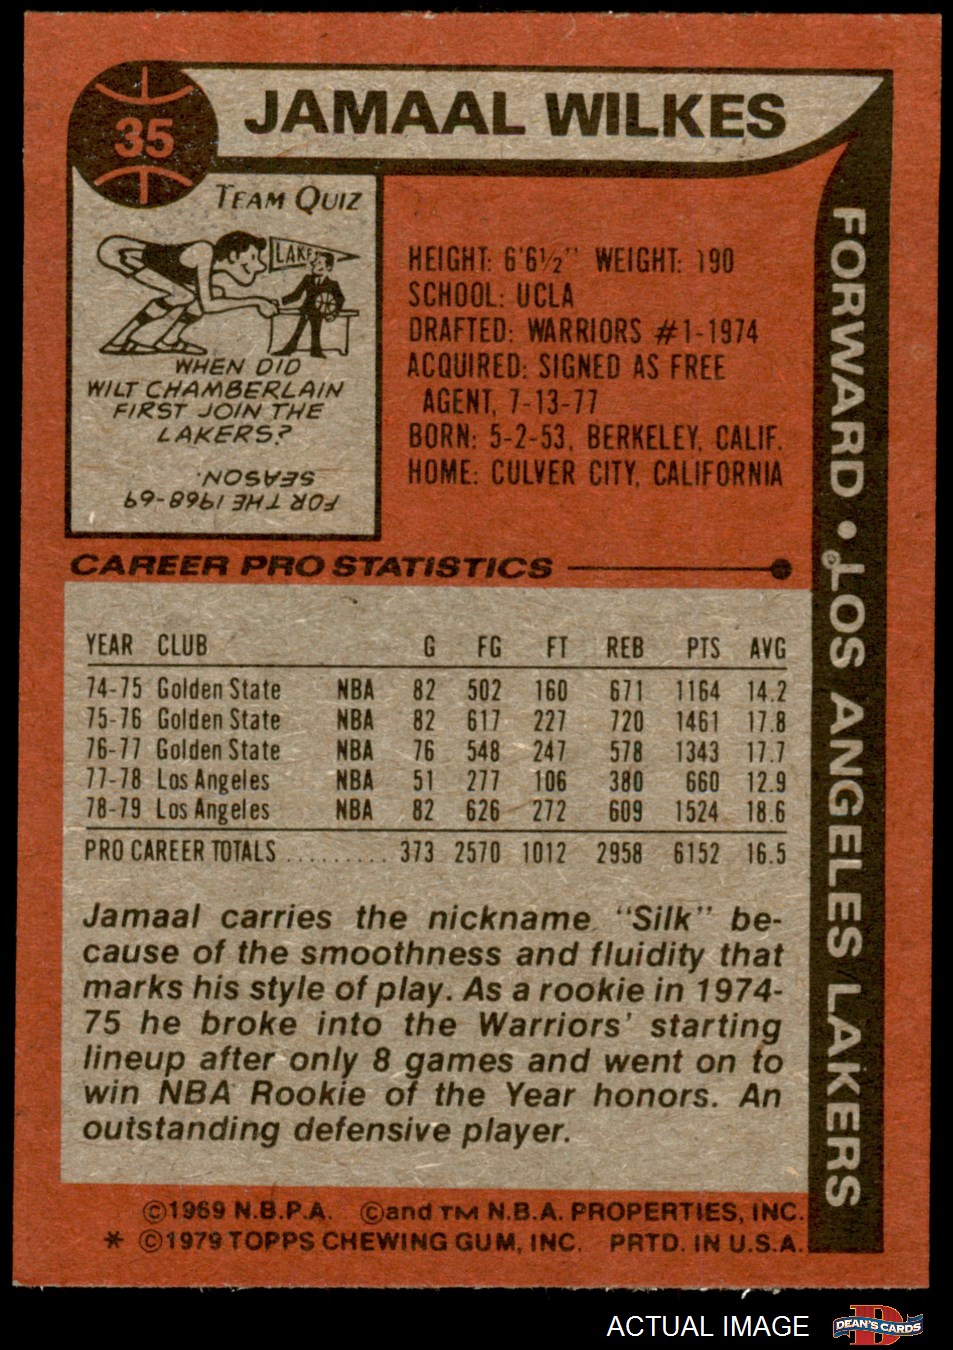 35
JAMAAL WILKES
TEAM QUIZ
LAKE
WHEN DID
WILT CHAMBERLAIN
FIRST JOIN THE
LAKERS?
FOR THE 1968-69
SEASON.
HEIGHT: 6'6½" WEIGHT: 190
SCHOOL: UCLA
DRAFTED: WARRIORS #1-1974
ACQUIRED: SIGNED AS FREE
AGENT, 7-13-77
BORN: 5-2-53, BERKELEY, CALIF.
HOME: CULVER CITY, CALIFORNIA
FORWARD • LOS ANGELES LAKERS
CAREER PRO STATISTICS
YEAR CLUB G FG FT REB PTS AVG
74-75 Golden State NBA 82 502 160 671 1164 14.2
75-76 Golden State NBA 82 617 227 720 1461 17.8
76-77 Golden State NBA 76 548 247 578 1343 17.7
77-78 Los Angeles NBA 51 277 106 380 660 12.9
78-79 Los Angeles NBA 82 626 272 609 1524 18.6
PRO CAREER TOTALS ......... 373 2570 1012 2958 6152 16.5
Jamaal carries the nickname "Silk" be-
cause of the smoothness and fluidity that
marks his style of play. As a rookie in 1974-
75 he broke into the Warriors' starting
lineup after only 8 games and went on to
win NBA Rookie of the Year honors. An
outstanding defensive player.
©1969 N.B.P.A. ©and TM N.B.A. PROPERTIES, INC.
* ©1979 TOPPS CHEWING GUM, INC. PRTD. IN U.S.A.
ACTUAL IMAGE
DEAN'S CARDS